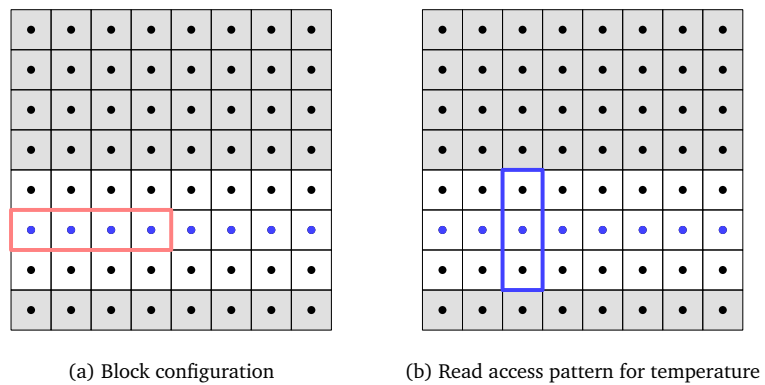 (a) Block configuration
(b) Read access pattern for temperature